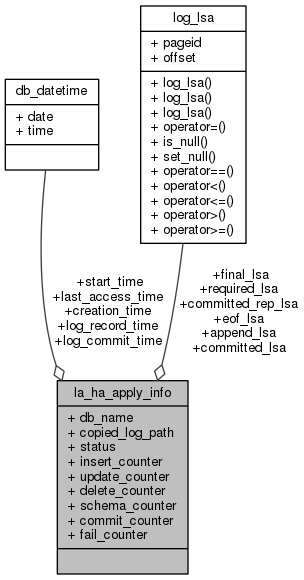 log_lsa
+ pageid
+ offset
+ log_lsa()
+ log_lsa()
+ log_lsa()
+ operator=()
+ is_null()
+ set_null()
+ operator==()
+ operator<()
+ operator<=()
+ operator>()
+ operator>=()
db_datetime
+ date
+ time
+start_time
+last_access_time
+creation_time
+log_record_time
+log_commit_time
+final_lsa
+required_lsa
+committed_rep_lsa
+eof_lsa
+append_lsa
+committed_lsa
la_ha_apply_info
+ db_name
+ copied_log_path
+ status
+ insert_counter
+ update_counter
+ delete_counter
+ schema_counter
+ commit_counter
+ fail_counter